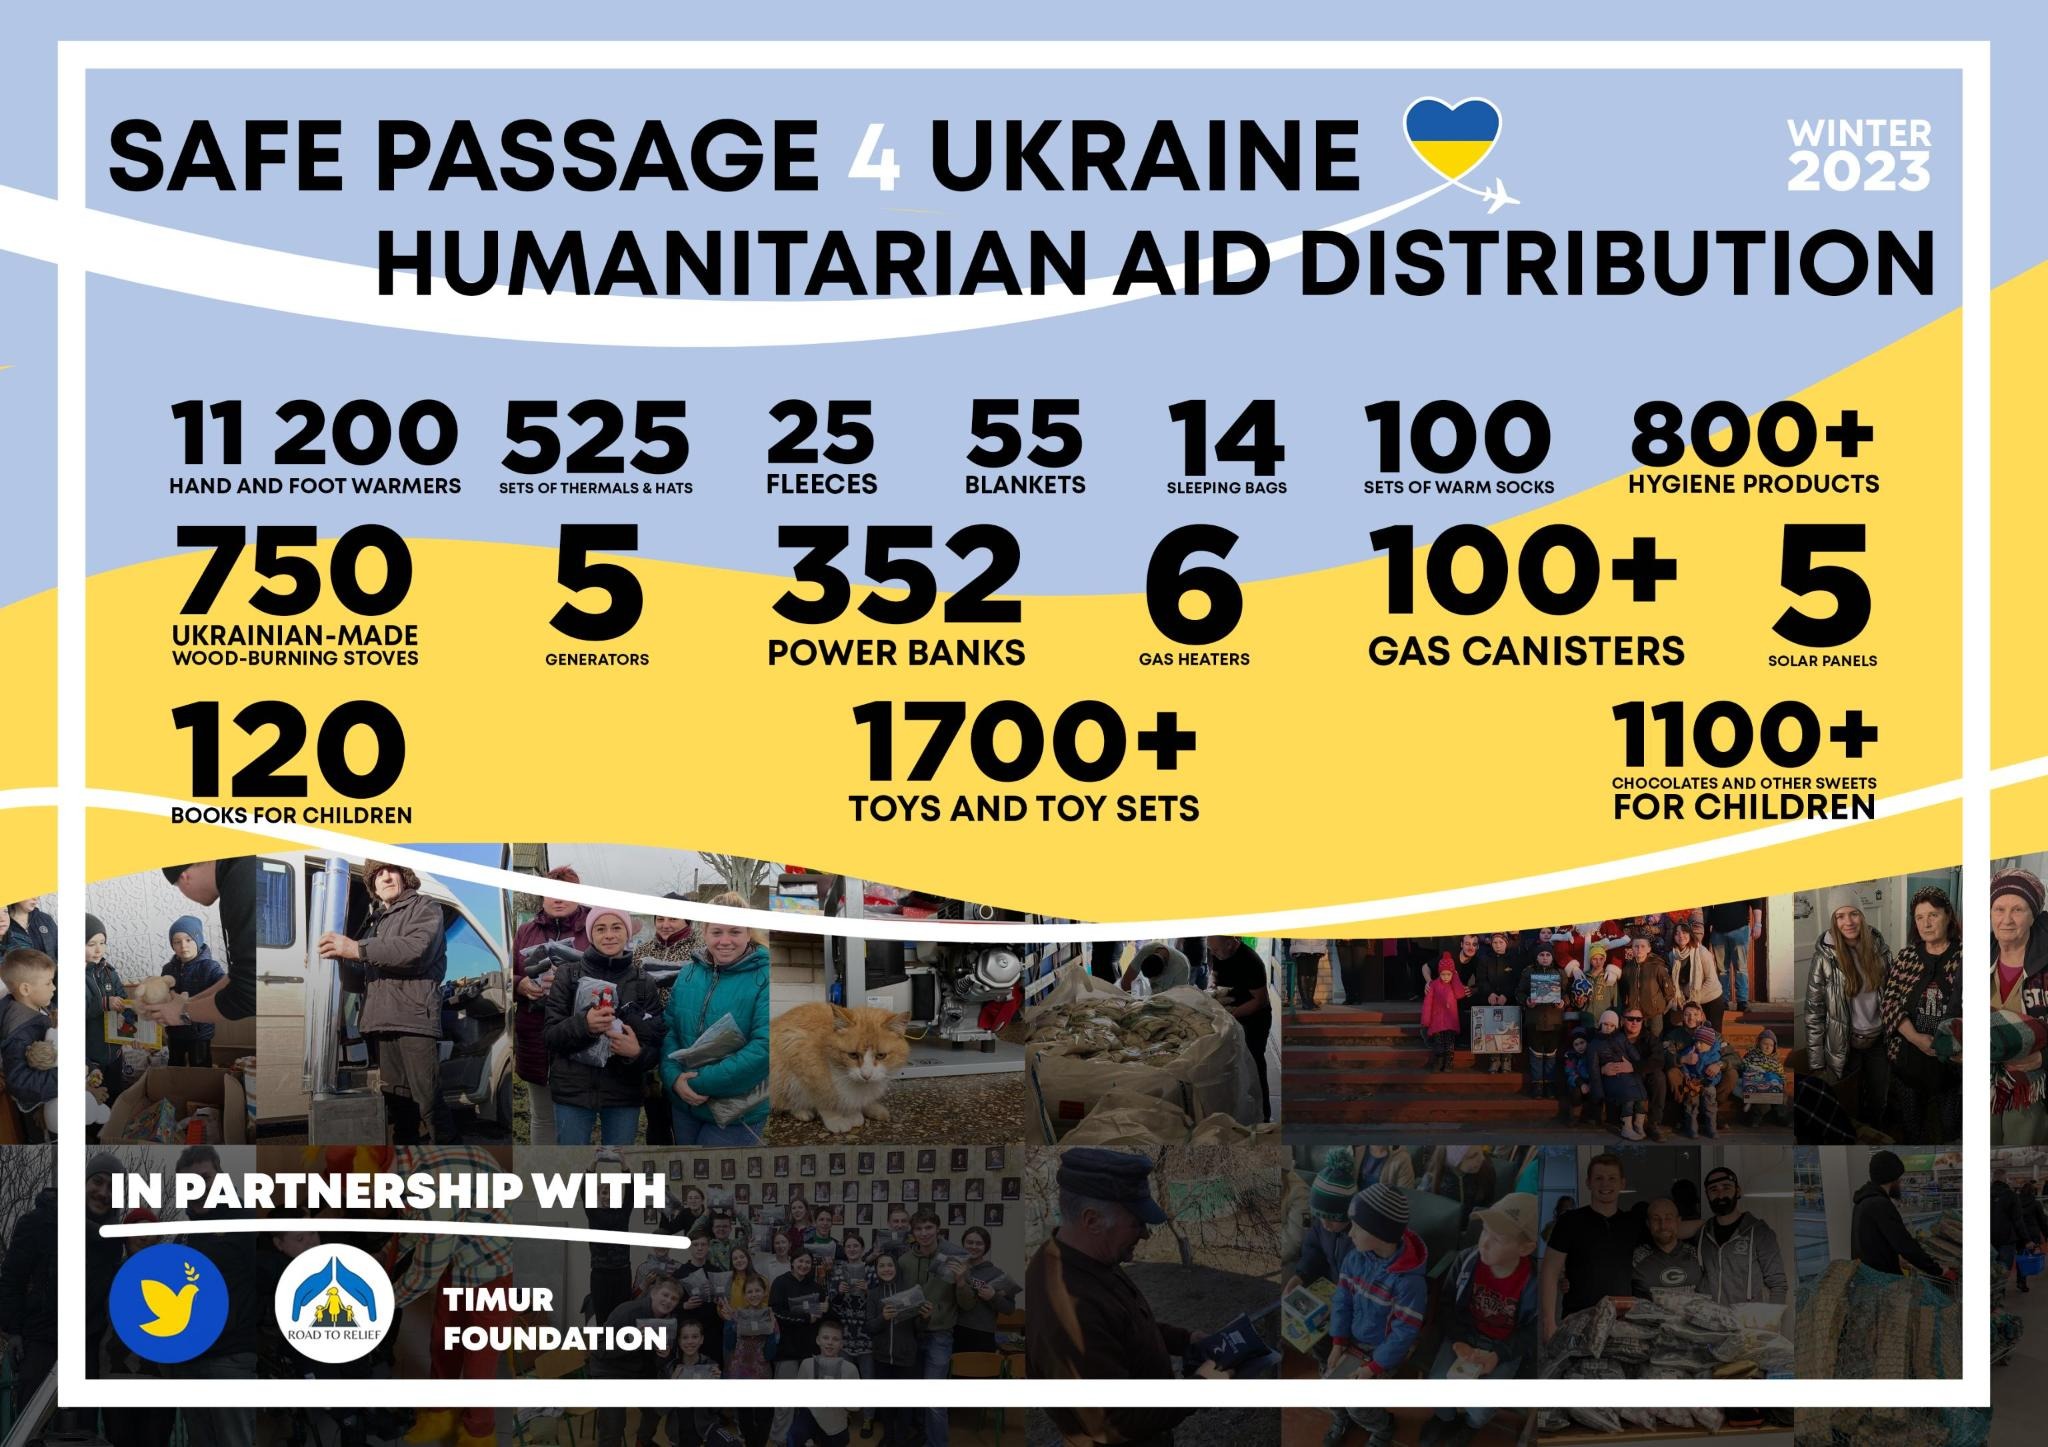 SAFE PASSAGE 4 UKRAINE
WINTER
2023
HUMANITARIAN AID DISTRIBUTION
11 200
HAND AND FOOT WARMERS
525
SETS OF THERMALS & HATS
25
FLEECES
55
BLANKETS
14
SLEEPING BAGS
100
SETS OF WARM SOCKS
800+
HYGIENE PRODUCTS
750
UKRAINIAN-MADE
WOOD-BURNING STOVES
5
GENERATORS
352
POWER BANKS
6
GAS HEATERS
100+
GAS CANISTERS
5
SOLAR PANELS
120
BOOKS FOR CHILDREN
1700+
TOYS AND TOY SETS
1100+
CHOCOLATES AND OTHER SWEETS
FOR CHILDREN
IN PARTNERSHIP WITH
ROAD TO RELIEF
TIMUR
FOUNDATION